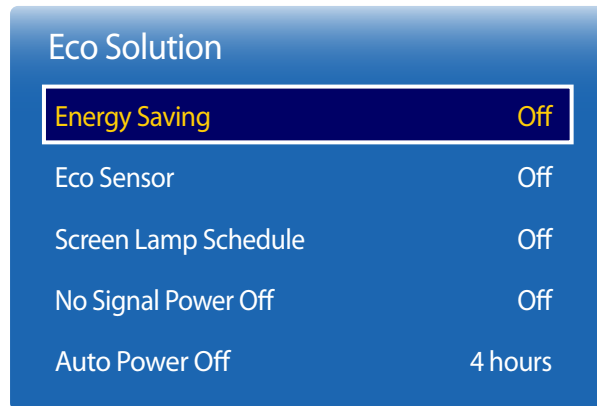 Eco Solution
Energy Saving Off
Eco Sensor Off
Screen Lamp Schedule Off
No Signal Power Off Off
Auto Power Off 4 hours